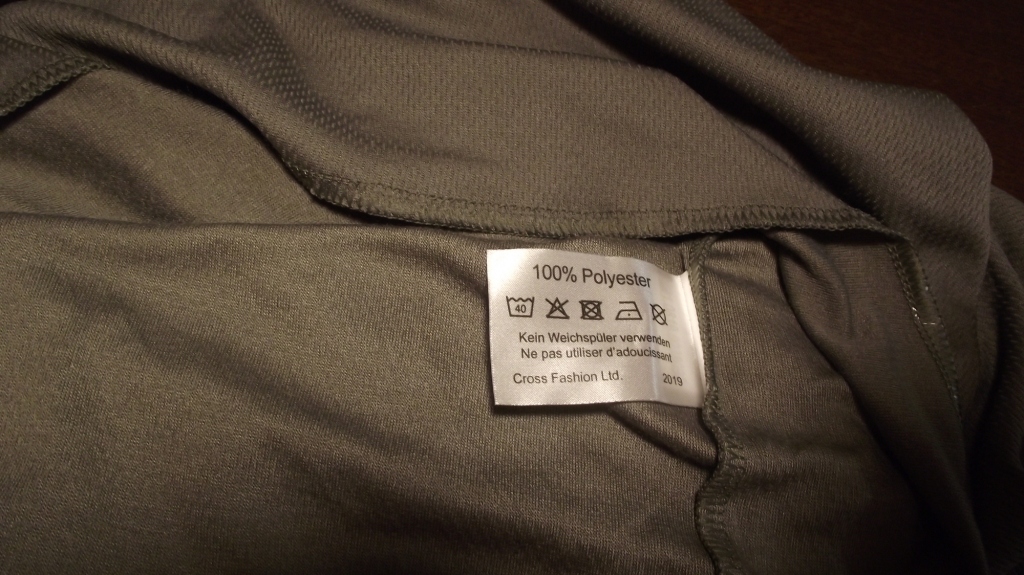 100% Polyester
40
Kein Weichspüler verwenden
Ne pas utiliser d'adoucissant
Cross Fashion Ltd. 2019